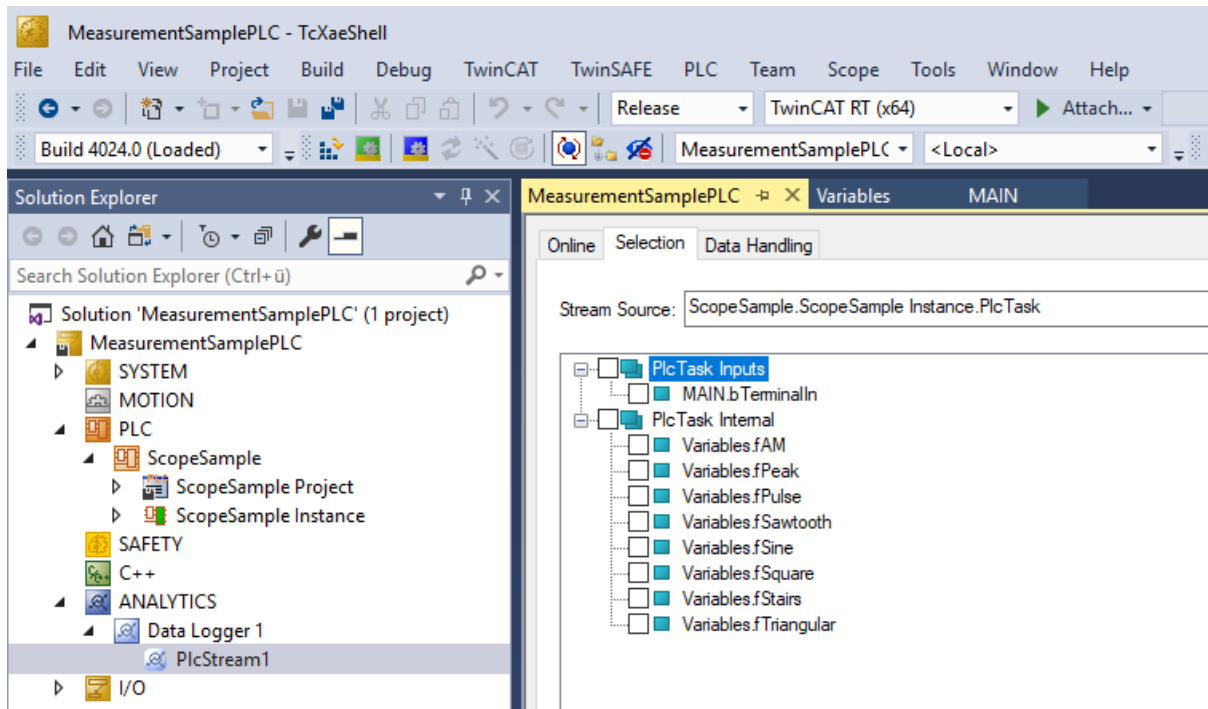 MeasurementSamplePLC - TcXaeShell
File Edit View Project Build Debug TwinCAT TwinSAFE PLC Team Scope Tools Window Help
Release TwinCAT RT (x64) Attach...
Build 4024.0 (Loaded) MeasurementSamplePLC <Local>
Solution Explorer
Search Solution Explorer (Ctrl+ü)
Solution 'MeasurementSamplePLC' (1 project)
MeasurementSamplePLC
SYSTEM
MOTION
PLC
ScopeSample
ScopeSample Project
ScopeSample Instance
SAFETY
C++
ANALYTICS
Data Logger 1
PlcStream1
I/O
MeasurementSamplePLC Variables MAIN
Online Selection Data Handling
Stream Source: ScopeSample.ScopeSample Instance.PlcTask
PlcTask Inputs
MAIN.bTerminalIn
PlcTask Internal
Variables.fAM
Variables.fPeak
Variables.fPulse
Variables.fSawtooth
Variables.fSine
Variables.fSquare
Variables.fStairs
Variables.fTriangular